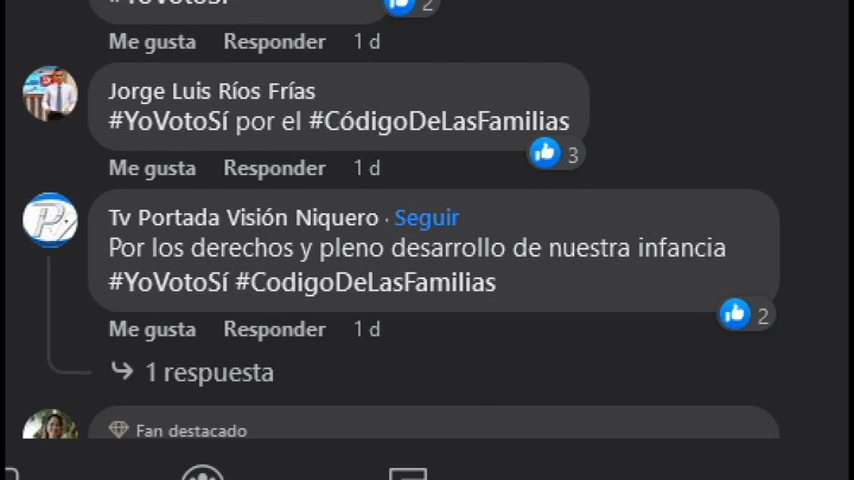 #YoVotoSí
2
Me gusta Responder 1 d
Jorge Luis Ríos Frías
#YoVotoSí por el #CódigoDeLasFamilias
3
Me gusta Responder 1 d
Tv Portada Visión Niquero · Seguir
Por los derechos y pleno desarrollo de nuestra infancia
#YoVotoSí #CodigoDeLasFamilias
2
Me gusta Responder 1 d
1 respuesta
Fan destacado